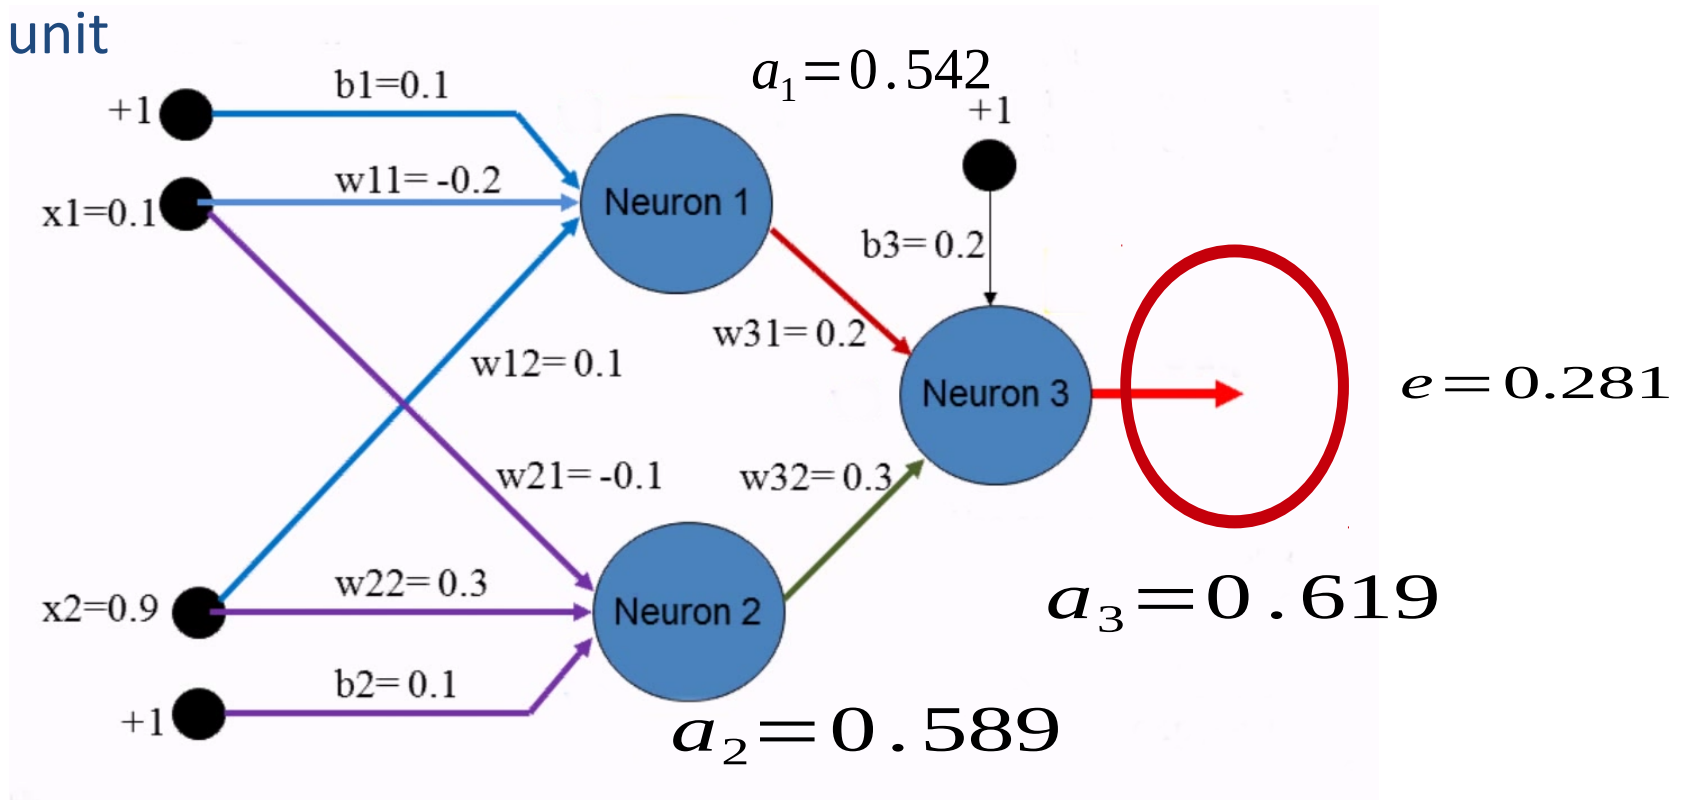 unit
b1=0.1
a1=0.542
+1
+1
w11= -0.2
Neuron 1
x1=0.1
b3= 0.2
w31= 0.2
w12= 0.1
Neuron 3
e=0.281
w21= -0.1
w32= 0.3
w22= 0.3
a3=0.619
x2=0.9
Neuron 2
b2= 0.1
+1
a2=0.589